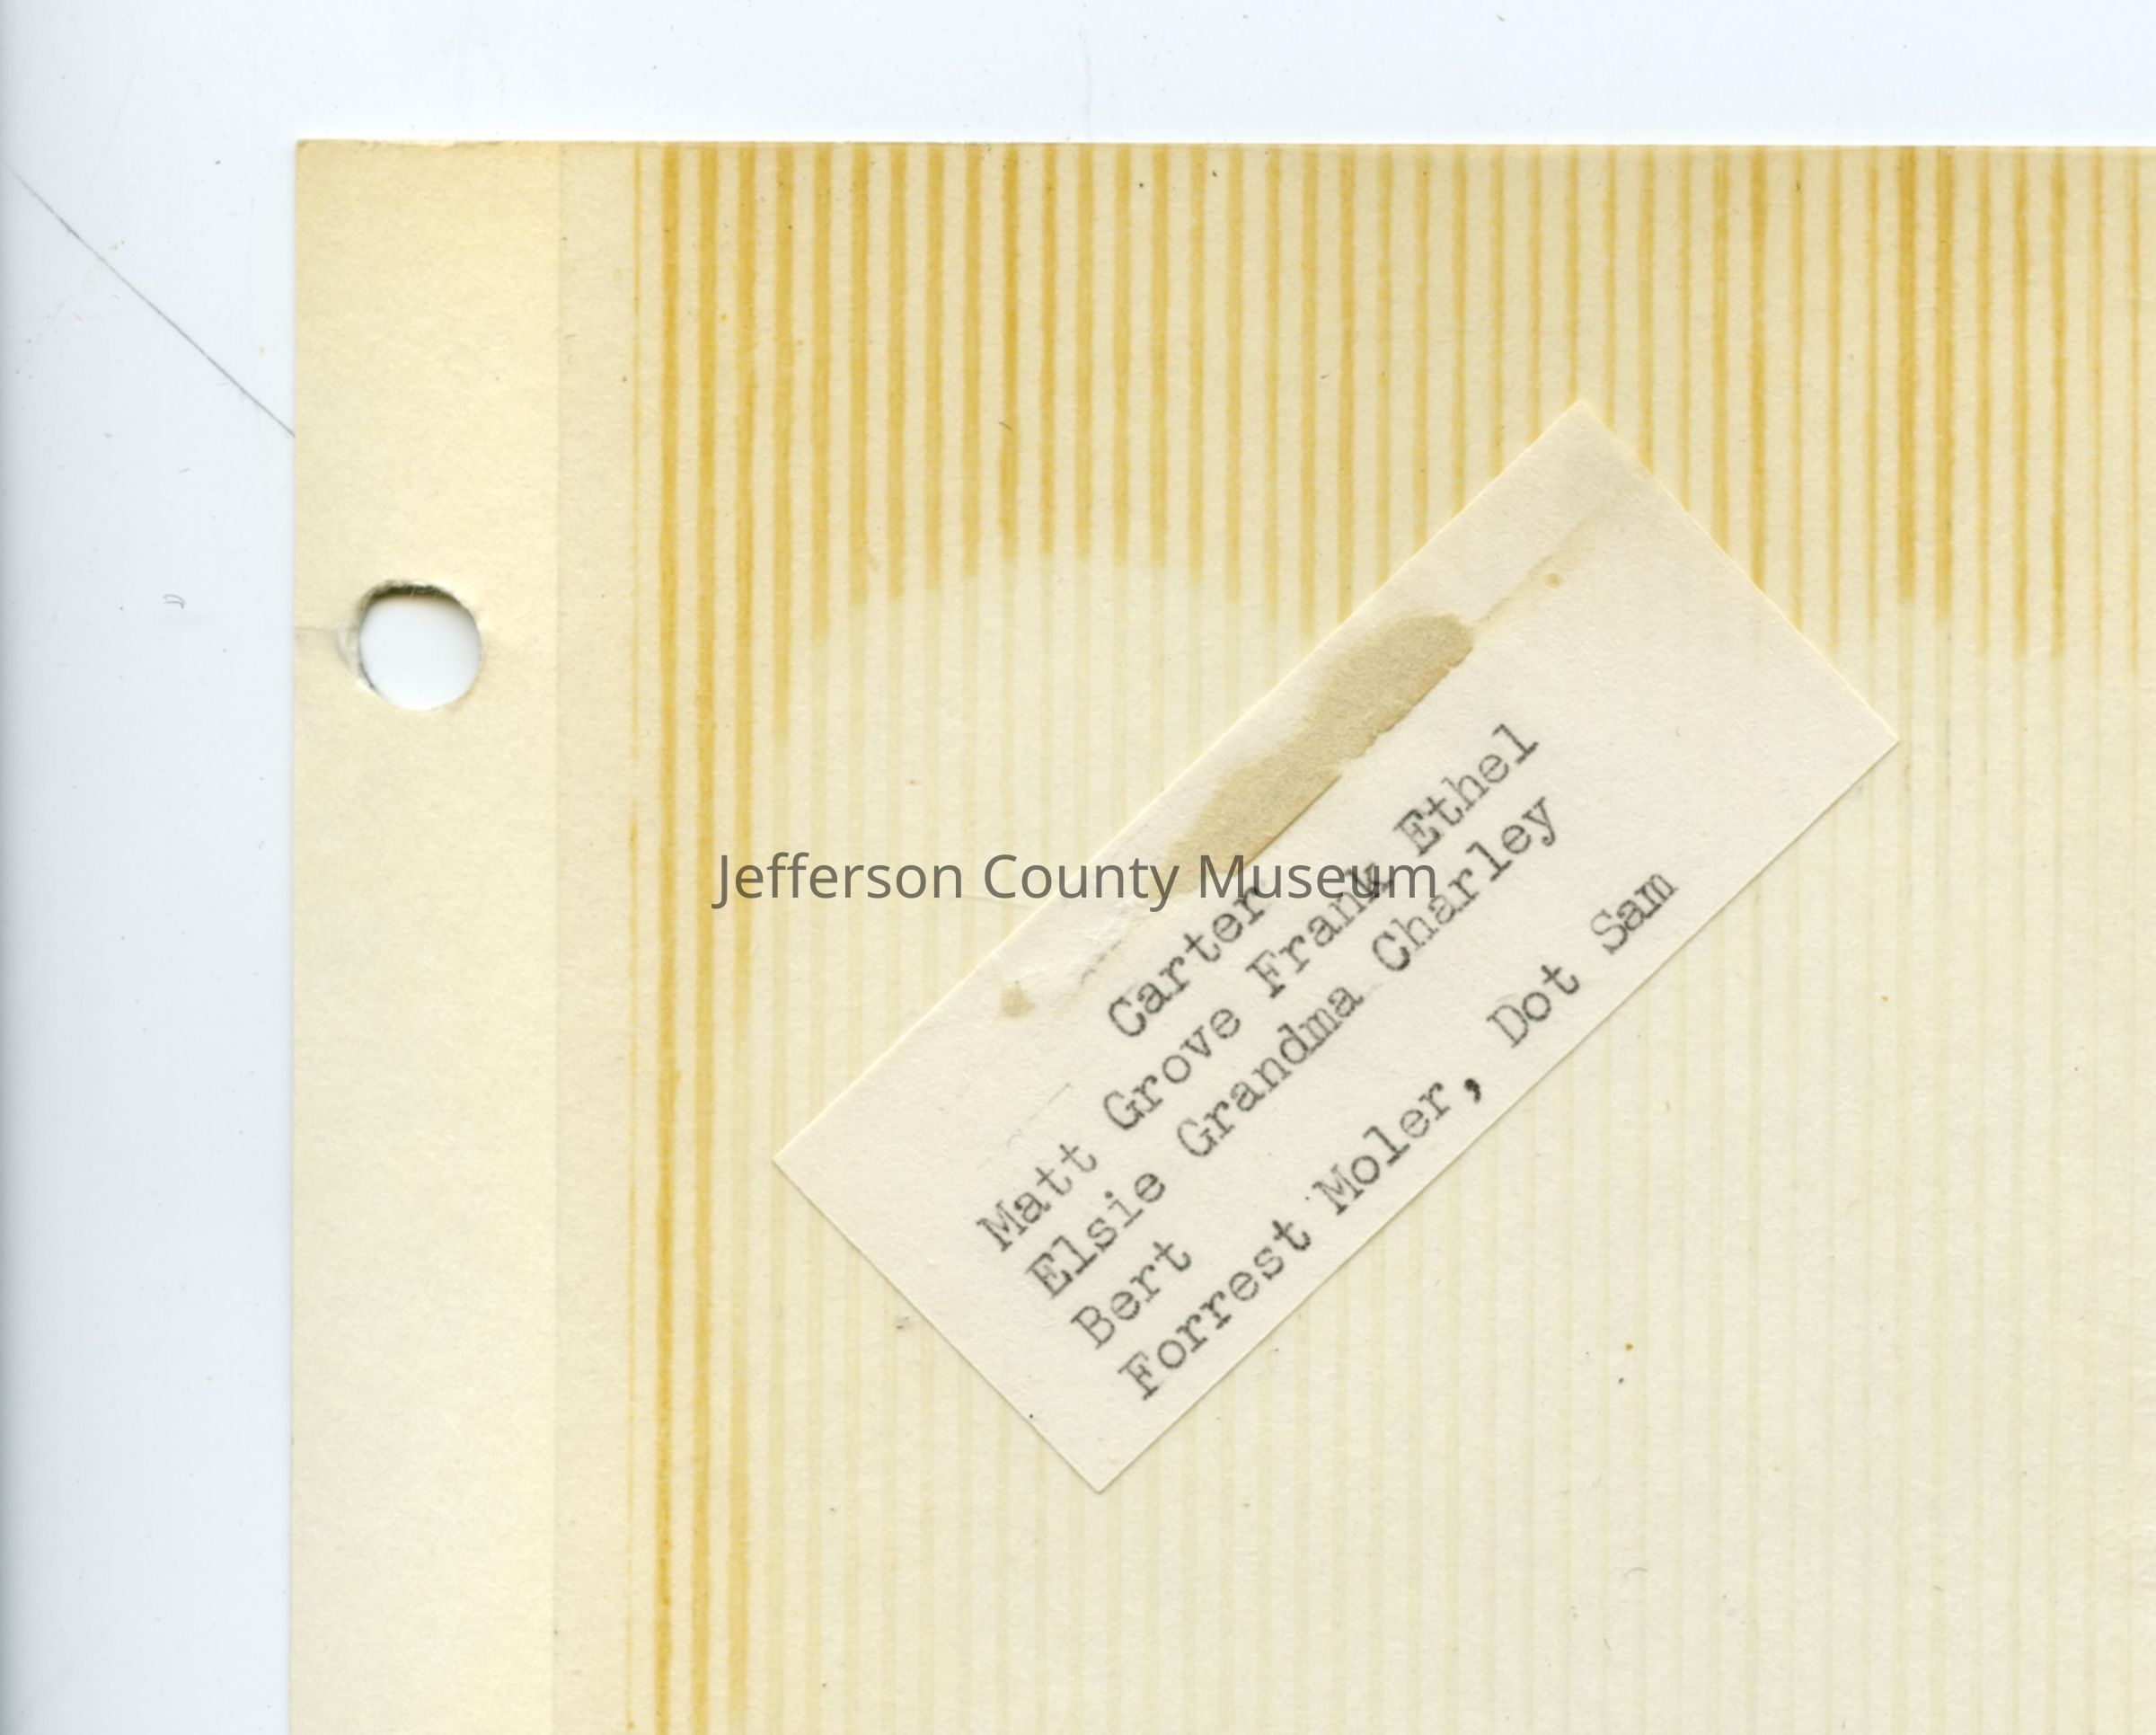 Carter
Matt Grove Frank Ethel
Elsie Grandma Charley
Bert
Forrest Moler, Dot Sam
Jefferson County Museum